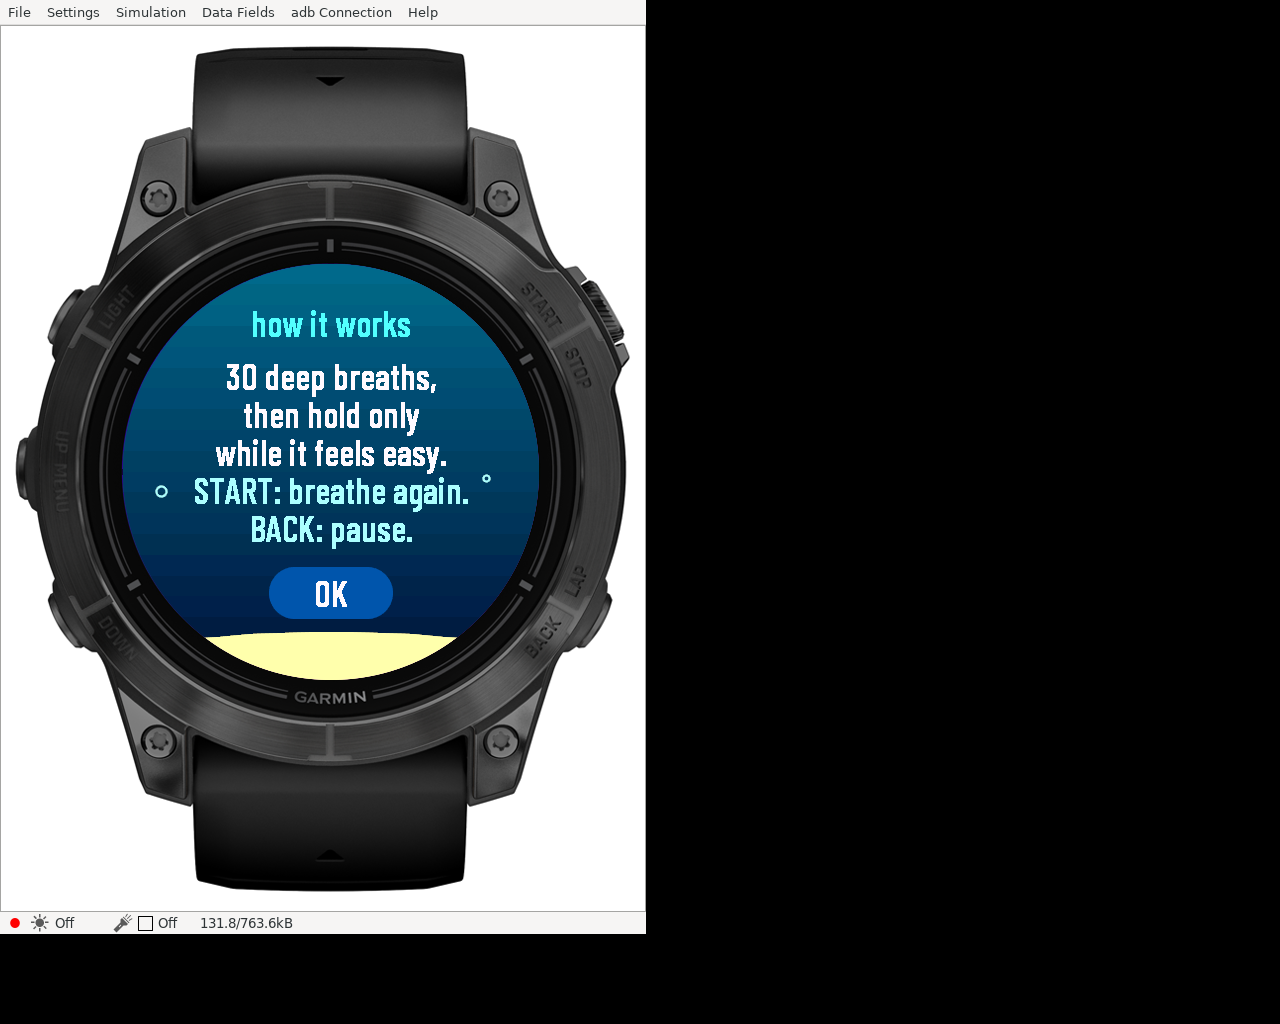 File Settings Simulation Data Fields adb Connection Help
LIGHT
START
STOP
UP MENU
how it works
30 deep breaths,
then hold only
while it feels easy.
START: breathe again.
BACK: pause.
OK
DOWN
LAP
BACK
GARMIN
Off Off 131.8/763.6kB